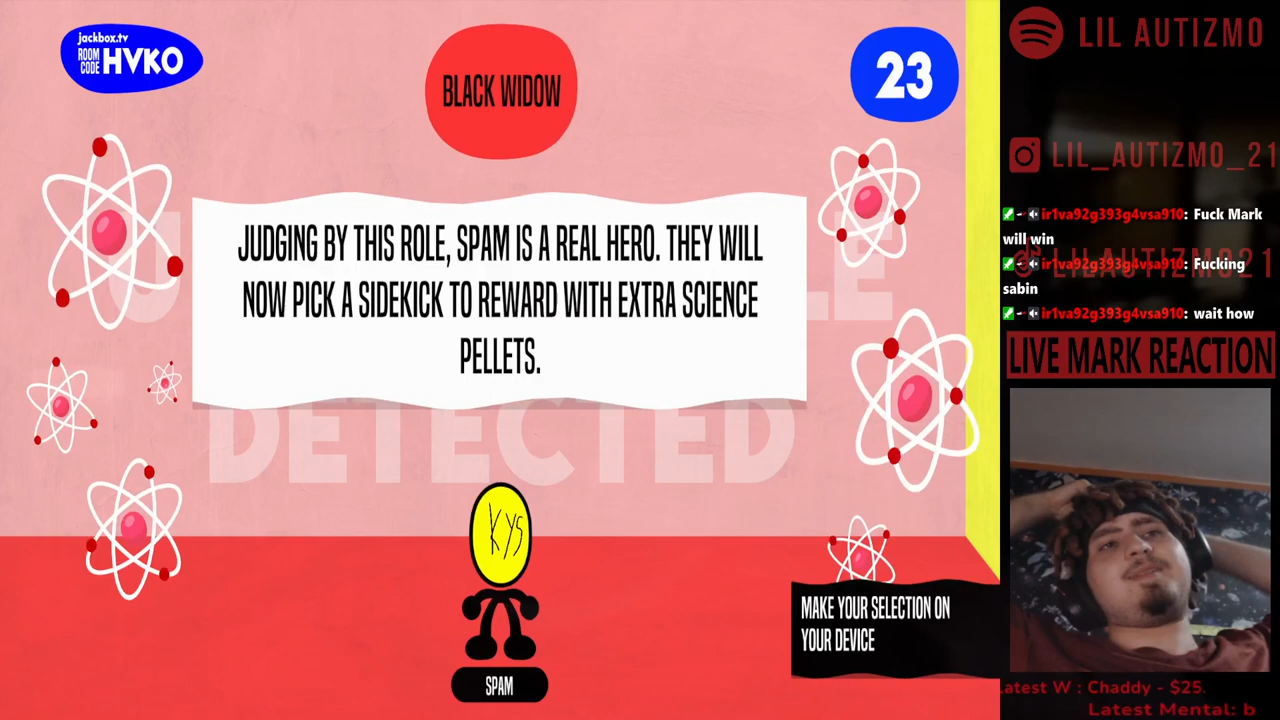 jackbox.tv
ROOM CODE HVKO
BLACK WIDOW
23
JUDGING BY THIS ROLE, SPAM IS A REAL HERO. THEY WILL
NOW PICK A SIDEKICK TO REWARD WITH EXTRA SCIENCE
PELLETS.
DETECTED
KYS
SPAM
MAKE YOUR SELECTION ON
YOUR DEVICE
LIL AUTIZMO
LIL_AUTIZMO_21
ir1va92g393g4vsa910: Fuck Mark
will win
ir1va92g393g4vsa910: Fucking
sabin
ir1va92g393g4vsa910: wait how
LIVE MARK REACTION
atest W : Chaddy - $25.
Latest Mental: b